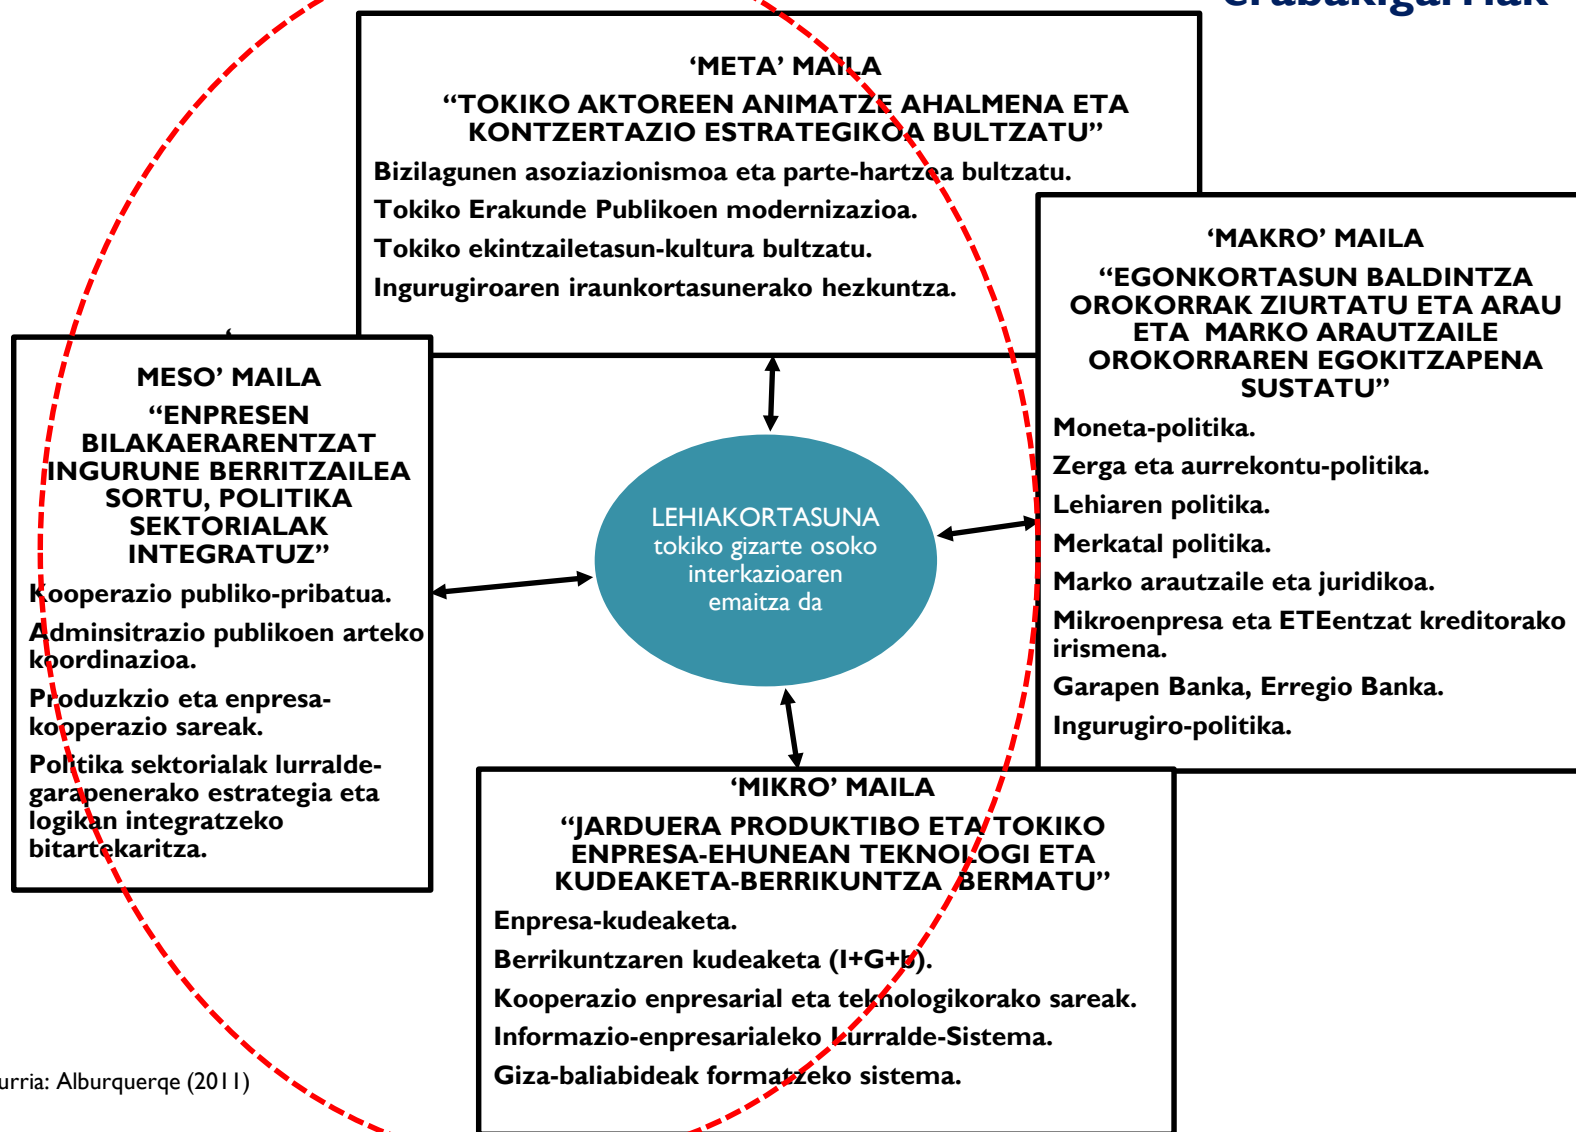 erabakigarriak
‘META’ MAILA
“TOKIKO AKTOREEN ANIMATZE AHALMENA ETA
KONTZERTAZIO ESTRATEGIKOA BULTZATU”
Bizilagunen asoziazionismoa eta parte-hartzea bultzatu.
Tokiko Erakunde Publikoen modernizazioa.
Tokiko ekintzailetasun-kultura bultzatu.
Ingurugiroaren iraunkortasunerako hezkuntza.
‘MAKRO’ MAILA
“EGONKORTASUN BALDINTZA
OROKORRAK ZIURTATU ETA ARAU
ETA MARKO ARAUTZAILE
OROKORRAREN EGOKITZAPENA
SUSTATU”
Moneta-politika.
Zerga eta aurrekontu-politika.
Lehiaren politika.
Merkatal politika.
Marko arautzaile eta juridikoa.
Mikroenpresa eta ETEentzat kreditorako
irismena.
Garapen Banka, Erregio Banka.
Ingurugiro-politika.
‘
MESO’ MAILA
“ENPRESEN
BILAKAERARENTZAT
INGURUNE BERRITZAILEA
SORTU, POLITIKA
SEKTORIALAK
INTEGRATUZ”
Kooperazio publiko-pribatua.
Adminsitrazio publikoen arteko
koordinazioa.
Produzkzio eta enpresa-
kooperazio sareak.
Politika sektorialak lurralde-
garapenerako estrategia eta
logikan integratzeko
bitartekaritza.
LEHIAKORTASUNA
tokiko gizarte osoko
interkazioaren
emaitza da
‘MIKRO’ MAILA
“JARDUERA PRODUKTIBO ETA TOKIKO
ENPRESA-EHUNEAN TEKNOLOGI ETA
KUDEAKETA-BERRIKUNTZA BERMATU”
Enpresa-kudeaketa.
Berrikuntzaren kudeaketa (I+G+b).
Kooperazio enpresarial eta teknologikorako sareak.
Informazio-enpresarialeko Lurralde-Sistema.
Giza-baliabideak formatzeko sistema.
urria: Alburquerqe (2011)